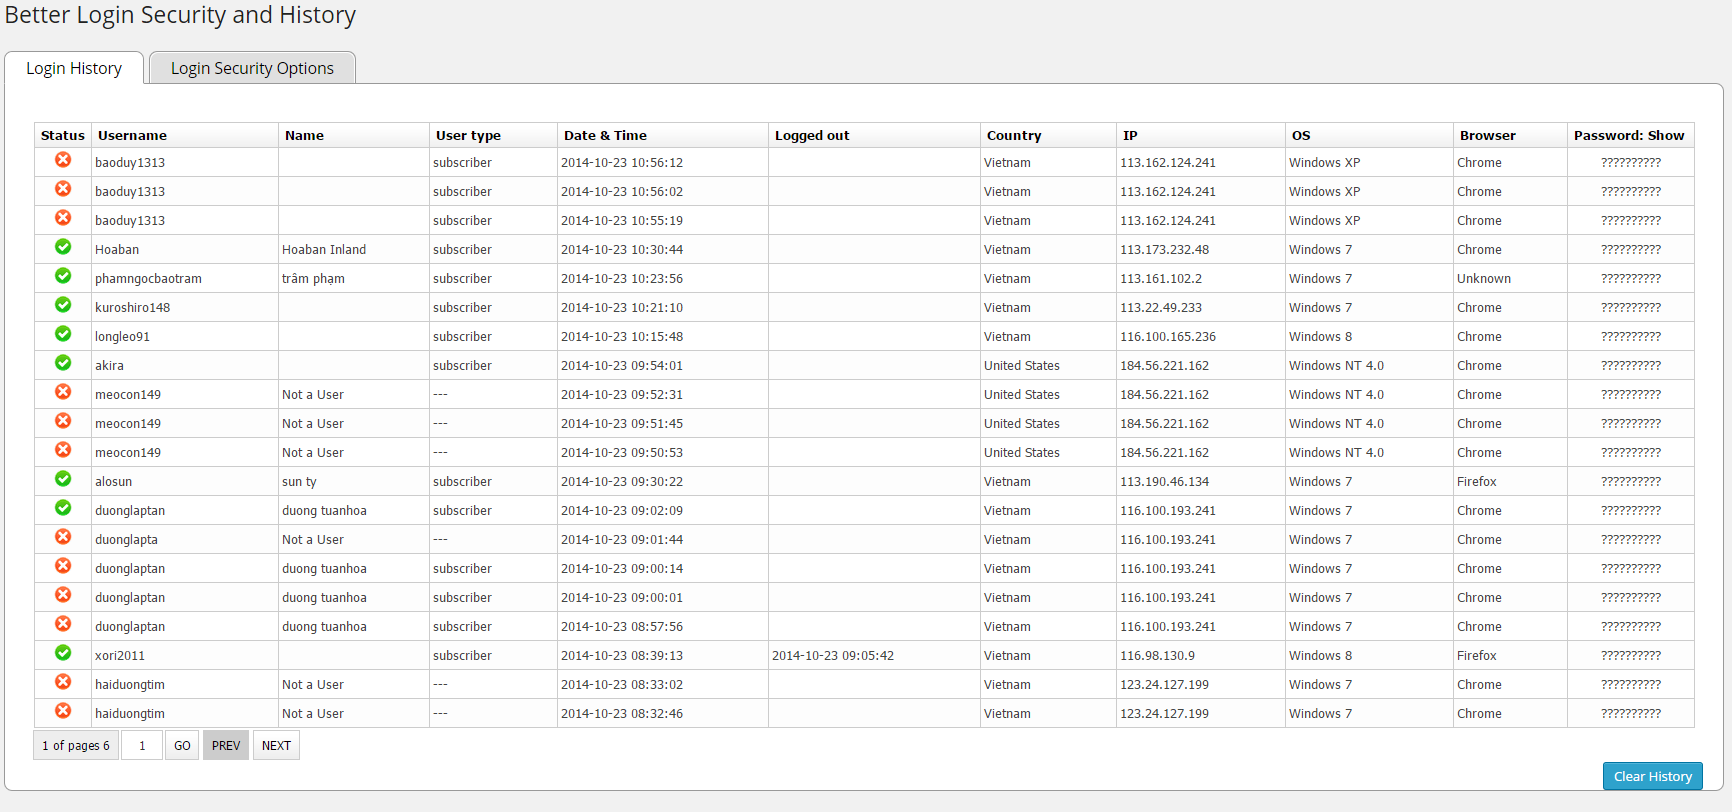 Better Login Security and History
Login History Login Security Options
Status Username Name User type Date & Time Logged out Country IP OS Browser Password: Show
baoduy1313 subscriber 2014-10-23 10:56:12 Vietnam 113.162.124.241 Windows XP Chrome ??????????
baoduy1313 subscriber 2014-10-23 10:56:02 Vietnam 113.162.124.241 Windows XP Chrome ??????????
baoduy1313 subscriber 2014-10-23 10:55:19 Vietnam 113.162.124.241 Windows XP Chrome ??????????
Hoaban Hoaban Inland subscriber 2014-10-23 10:30:44 Vietnam 113.173.232.48 Windows 7 Chrome ??????????
phamngocbaotram trâm phạm subscriber 2014-10-23 10:23:56 Vietnam 113.161.102.2 Windows 7 Unknown ??????????
kuroshiro148 subscriber 2014-10-23 10:21:10 Vietnam 113.22.49.233 Windows 7 Chrome ??????????
longleo91 subscriber 2014-10-23 10:15:48 Vietnam 116.100.165.236 Windows 8 Chrome ??????????
akira subscriber 2014-10-23 09:54:01 United States 184.56.221.162 Windows NT 4.0 Chrome ??????????
meocon149 Not a User --- 2014-10-23 09:52:31 United States 184.56.221.162 Windows NT 4.0 Chrome ??????????
meocon149 Not a User --- 2014-10-23 09:51:45 United States 184.56.221.162 Windows NT 4.0 Chrome ??????????
meocon149 Not a User --- 2014-10-23 09:50:53 United States 184.56.221.162 Windows NT 4.0 Chrome ??????????
alosun sun ty subscriber 2014-10-23 09:30:22 Vietnam 113.190.46.134 Windows 7 Firefox ??????????
duonglaptan duong tuanhoa subscriber 2014-10-23 09:02:09 Vietnam 116.100.193.241 Windows 7 Chrome ??????????
duonglapta Not a User --- 2014-10-23 09:01:44 Vietnam 116.100.193.241 Windows 7 Chrome ??????????
duonglaptan duong tuanhoa subscriber 2014-10-23 09:00:14 Vietnam 116.100.193.241 Windows 7 Chrome ??????????
duonglaptan duong tuanhoa subscriber 2014-10-23 09:00:01 Vietnam 116.100.193.241 Windows 7 Chrome ??????????
duonglaptan duong tuanhoa subscriber 2014-10-23 08:57:56 Vietnam 116.100.193.241 Windows 7 Chrome ??????????
xori2011 subscriber 2014-10-23 08:39:13 2014-10-23 09:05:42 Vietnam 116.98.130.9 Windows 8 Firefox ??????????
haiduongtim Not a User --- 2014-10-23 08:33:02 Vietnam 123.24.127.199 Windows 7 Chrome ??????????
haiduongtim Not a User --- 2014-10-23 08:32:46 Vietnam 123.24.127.199 Windows 7 Chrome ??????????
1 of pages 6 1 GO PREV NEXT
Clear History